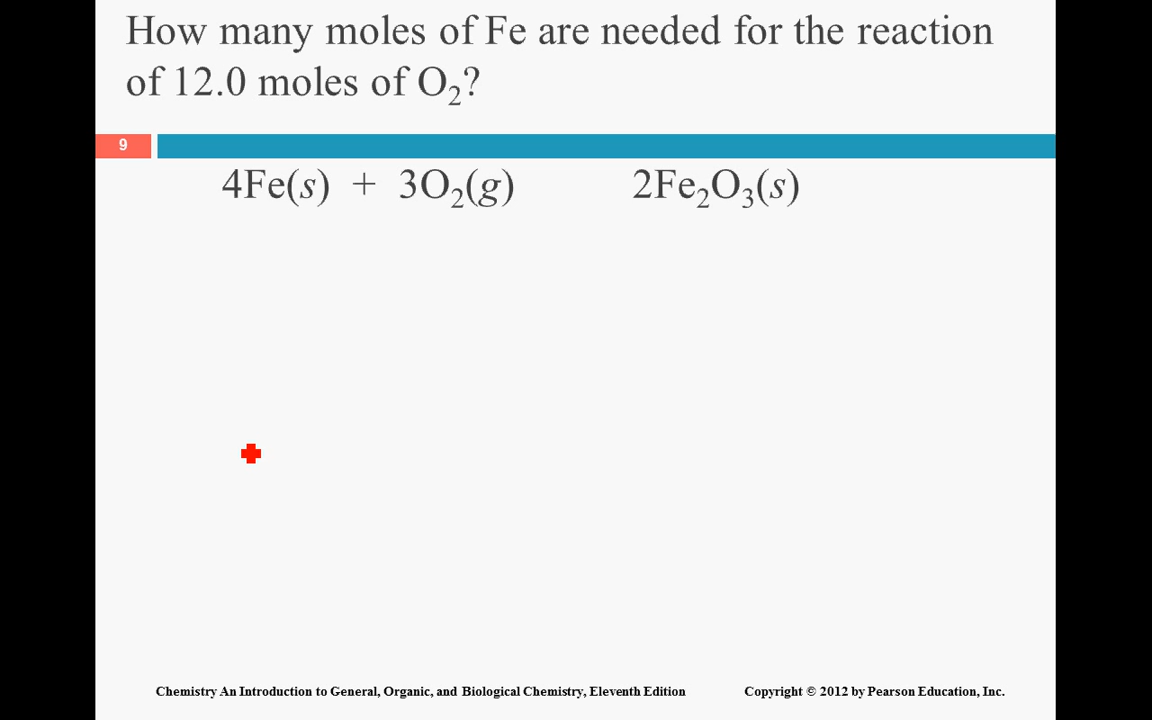 How many moles of Fe are needed for the reaction
of 12.0 moles of O₂?
9
4Fe(s) + 3O₂(g) 2Fe₂O₃(s)
Chemistry An Introduction to General, Organic, and Biological Chemistry, Eleventh Edition Copyright © 2012 by Pearson Education, Inc.